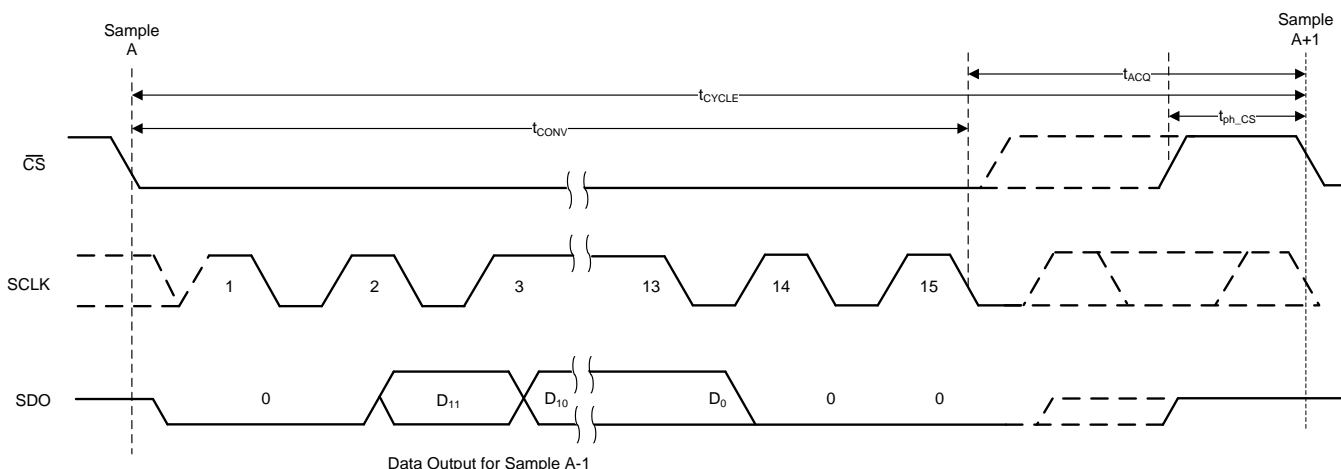 Sample
A
Sample
A+1
tACQ
tCYCLE
tCONV
tph_CS
CS
SCLK
1
2
3
13
14
15
SDO
0
D11
D10
D0
0
0
Data Output for Sample A-1